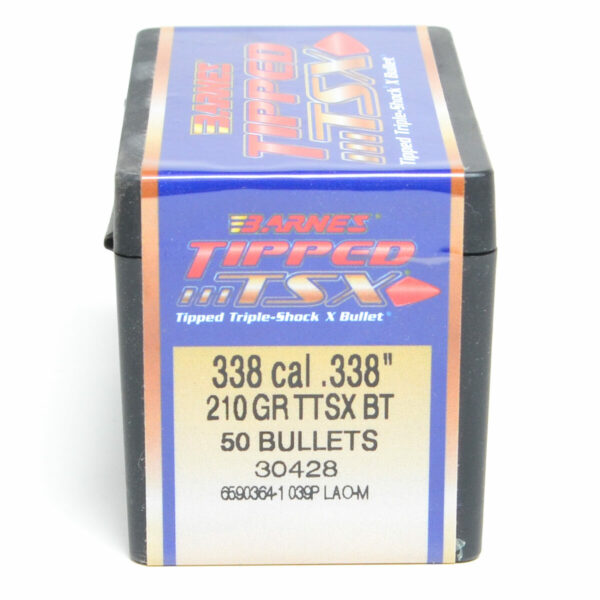 BARNES
TIPPED
TSX
Tipped Triple-Shock X Bullet®
BARNES®
TIPPED
TSX
Tipped Triple-Shock X Bullet®
338 cal .338"
210 GR TTSX BT
50 BULLETS
30428
6590364-1 039P LAO-M